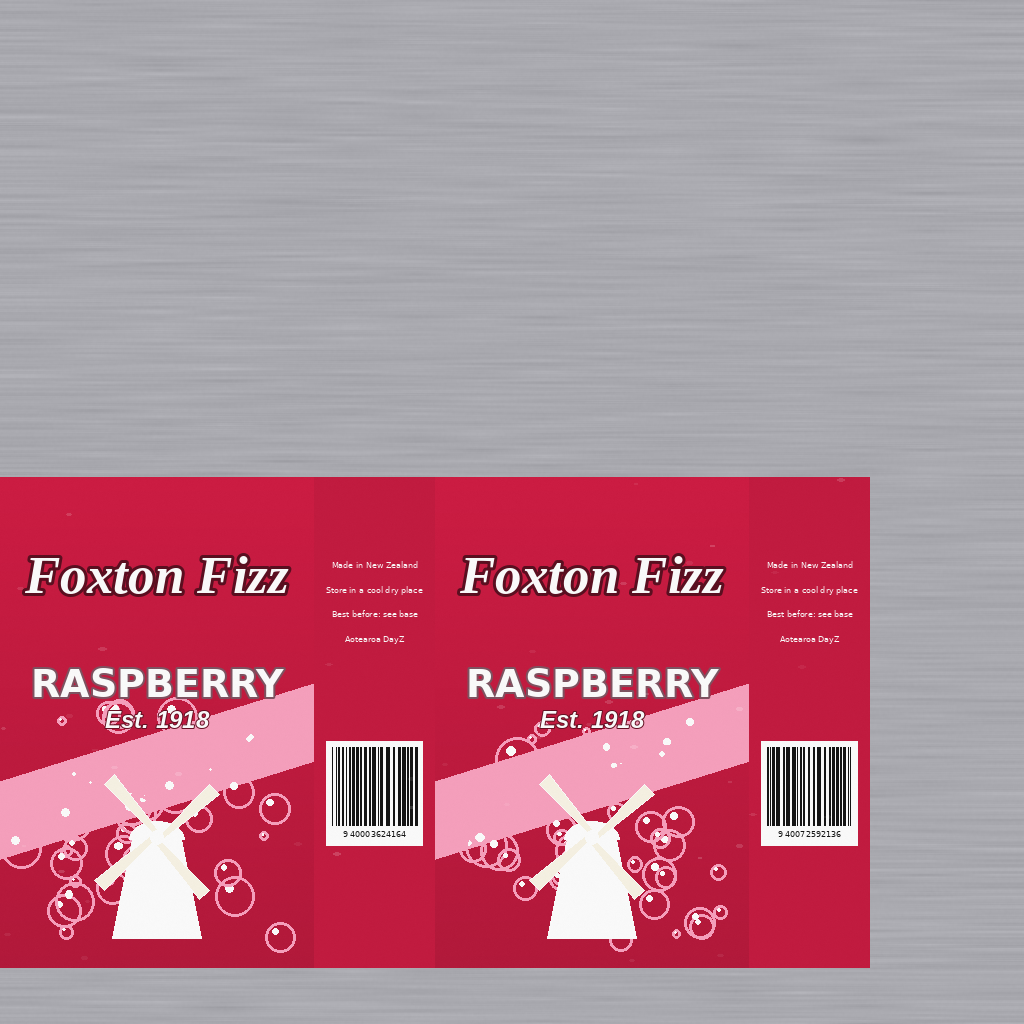 Foxton Fizz
RASPBERRY
Est. 1918
Made in New Zealand
Store in a cool dry place
Best before: see base
Aotearoa DayZ
9 40003624164
Foxton Fizz
RASPBERRY
Est. 1918
Made in New Zealand
Store in a cool dry place
Best before: see base
Aotearoa DayZ
9 40072592136